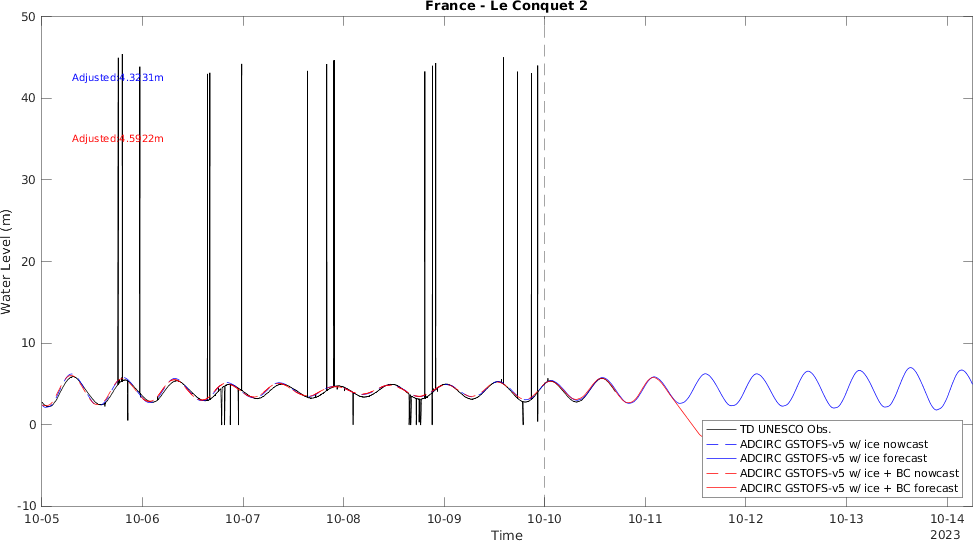 France - Le Conquet 2
50
40
30
20
10
0
-10
Water Level (m)
Adjusted:4.3231m
Adjusted:4.5922m
TD UNESCO Obs.
ADCIRC GSTOFS-v5 w/ ice nowcast
ADCIRC GSTOFS-v5 w/ ice forecast
ADCIRC GSTOFS-v5 w/ ice + BC nowcast
ADCIRC GSTOFS-v5 w/ ice + BC forecast
10-05
10-06
10-07
10-08
10-09
10-10
10-11
10-12
10-13
10-14
2023
Time